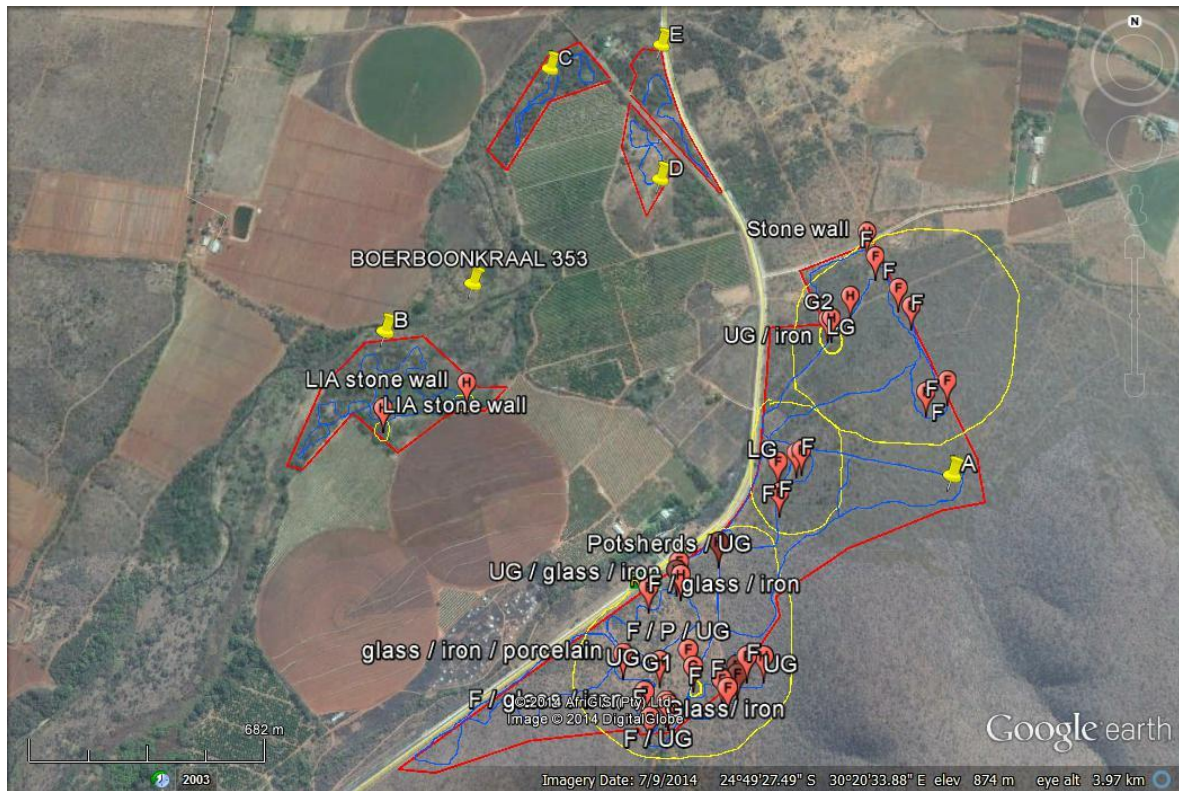 N
E
C
D
Stone wall
F
F
BOERBOONKRAAL 353
F
F
H
G2
F
H
LG
B
UG / iron
LIA stone wall
H
F
F
LIA stone wall
F
LG
F
F
A
F
F
Potsherds / UG
UG / glass / iron
H
F / glass / iron
F / P / UG
glass / iron / porcelain
F
UG
G1
F
F
F
UG
F
F / glass / iron
F
©2014 AfriGIS (Pty) Ltd.
Glass/ iron
Image © 2014 DigitalGlobe
F / UG
682 m
Google earth
2003
Imagery Date: 7/9/2014 24°49'27.49" S 30°20'33.88" E elev 874 m eye alt 3.97 km